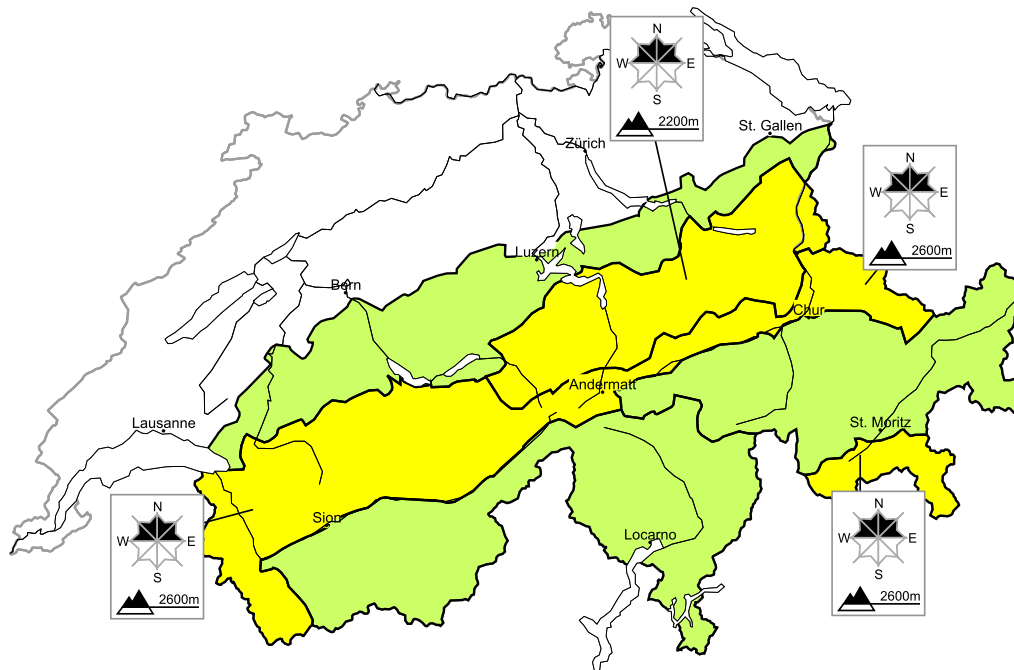 N
W E
S
2200m
St. Gallen
Zürich
N
W E
S
2600m
Luzern
Bern
Chur
Andermatt
Lausanne
St. Moritz
N
W E
S
2600m
Sion
Locarno
N
W E
S
2600m